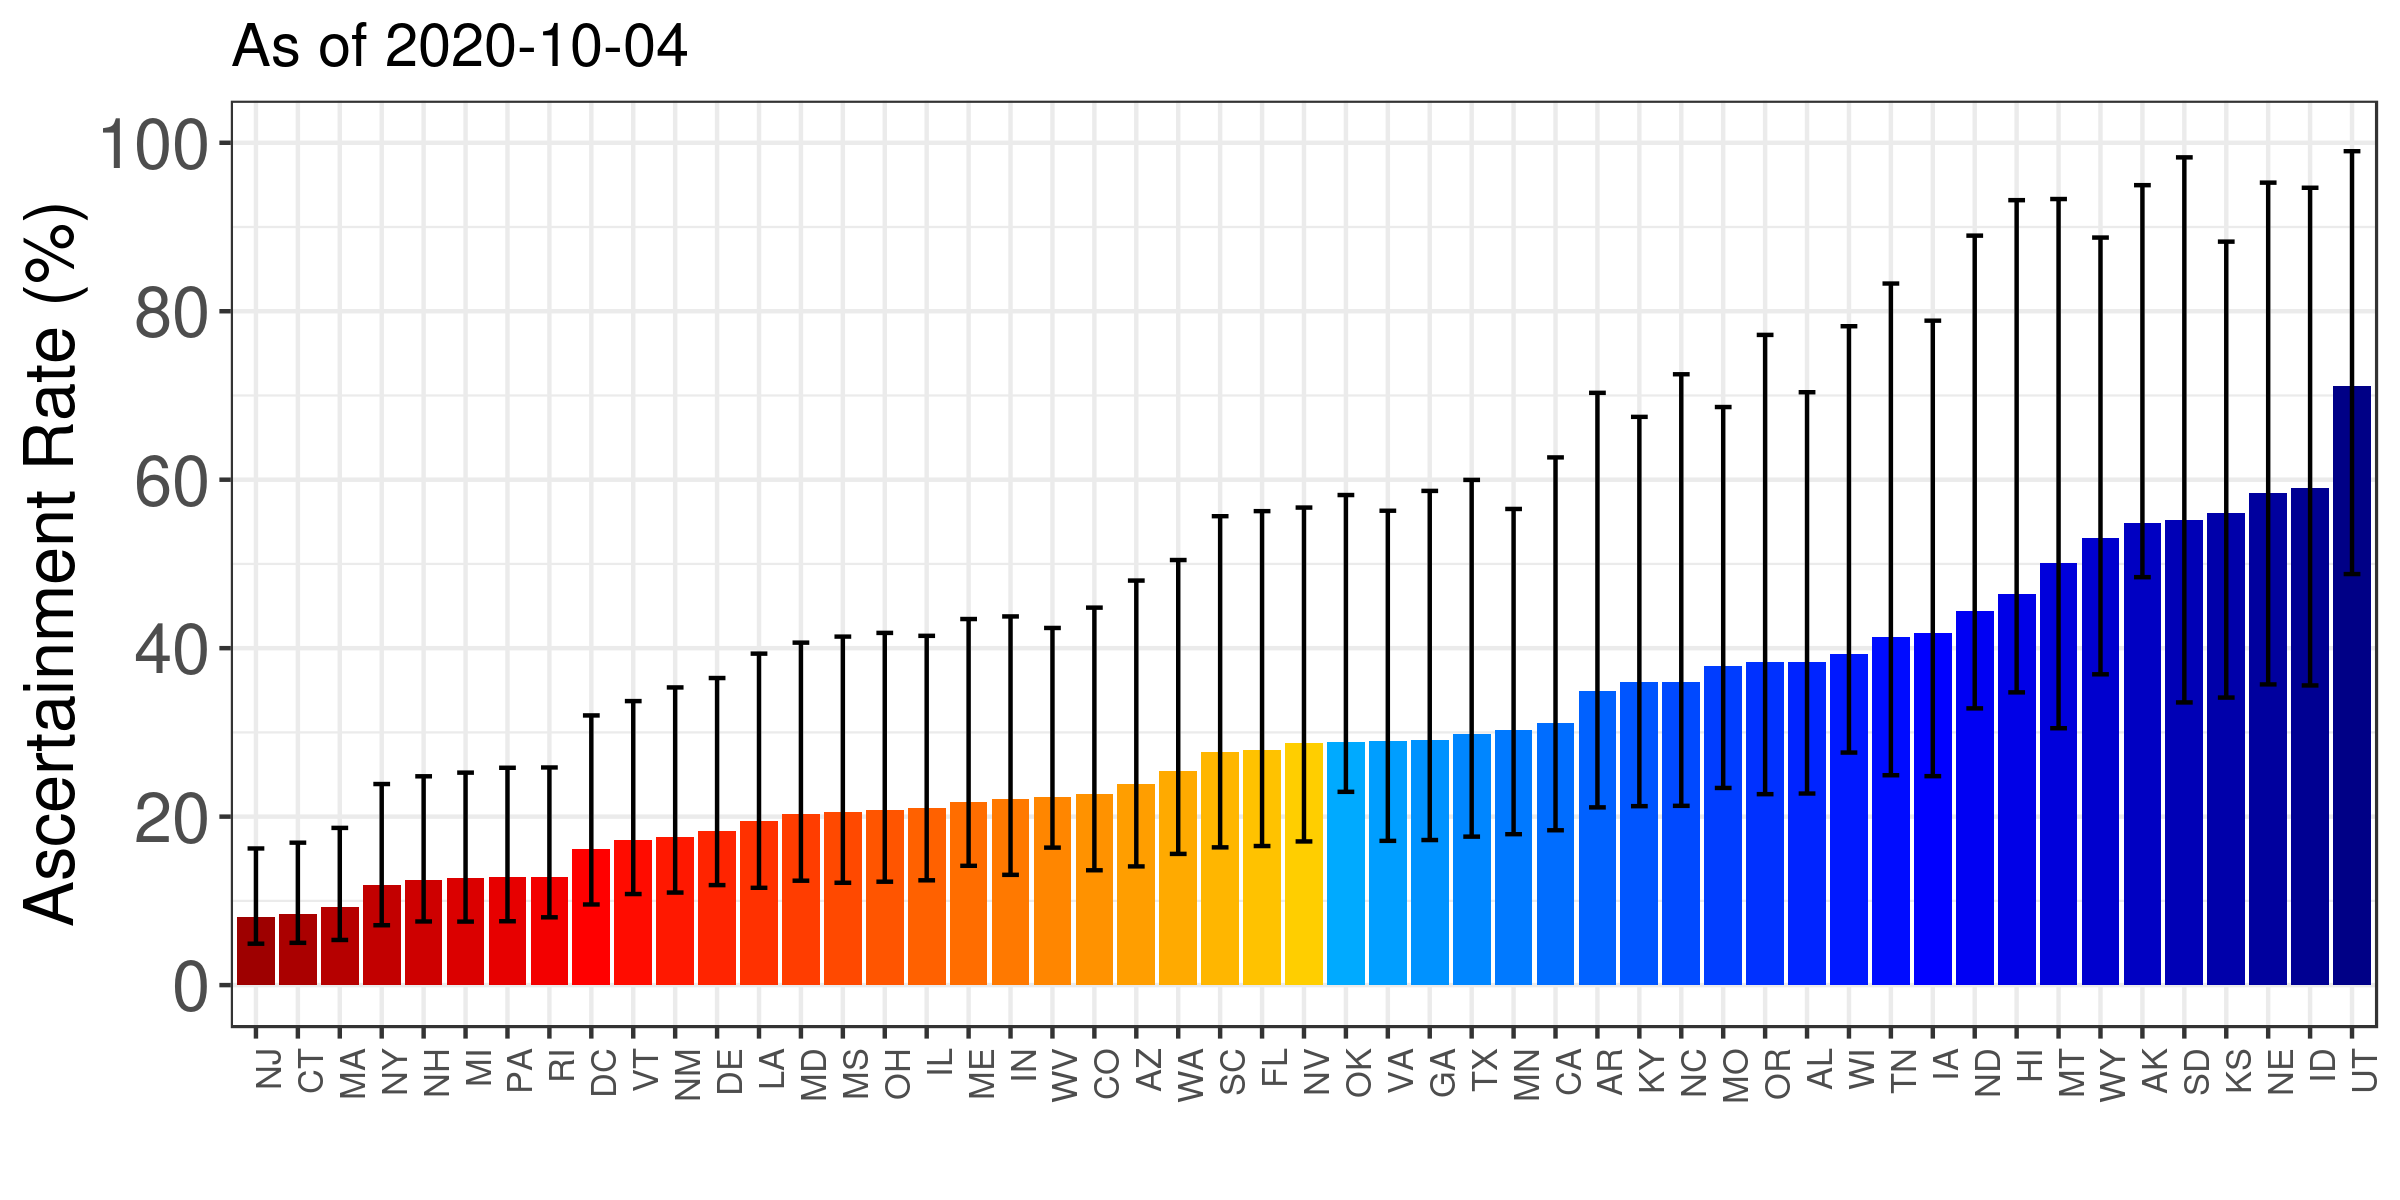 As of 2020-10-04
Ascertainment Rate (%)
100
80
60
40
20
0
NJ CT MA NY NH MI PA RI DC VT NM DE LA MD MS OH IL ME IN WV CO AZ WA SC FL NV OK VA GA TX MN CA AR KY NC MO OR AL WI TN IA ND HI MT WY AK SD KS NE ID UT